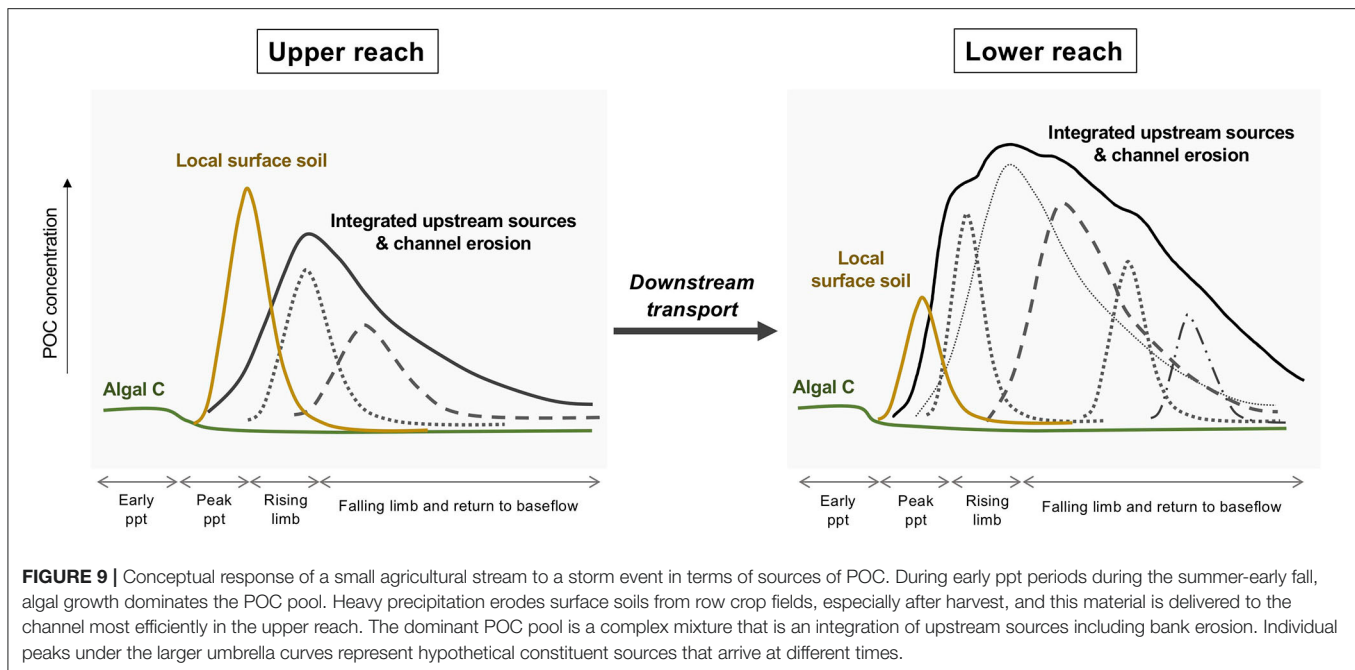 Upper reach
Lower reach
POC concentration
Local surface soil
Integrated upstream sources
& channel erosion
Algal C
Early
ppt
Peak
ppt
Rising
limb
Falling limb and return to baseflow
Downstream
transport
Integrated upstream sources
& channel erosion
Local
surface soil
Algal C
Early
ppt
Peak
ppt
Rising
limb
Falling limb and return to baseflow
FIGURE 9 | Conceptual response of a small agricultural stream to a storm event in terms of sources of POC. During early ppt periods during the summer-early fall,
algal growth dominates the POC pool. Heavy precipitation erodes surface soils from row crop fields, especially after harvest, and this material is delivered to the
channel most efficiently in the upper reach. The dominant POC pool is a complex mixture that is an integration of upstream sources including bank erosion. Individual
peaks under the larger umbrella curves represent hypothetical constituent sources that arrive at different times.